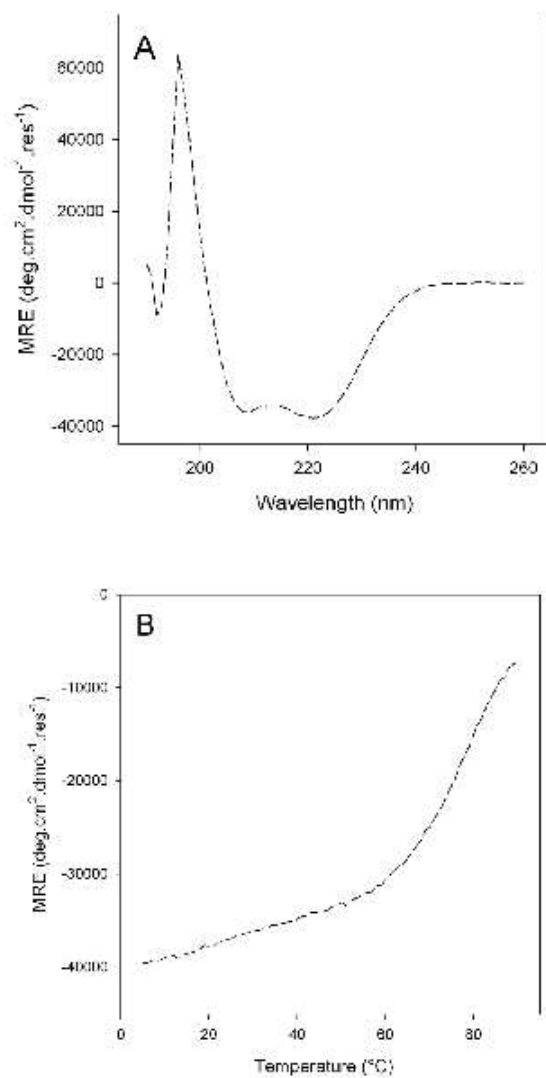 A
60000
40000
20000
0
-20000
-40000
MRE (deg.cm².dmol⁻¹.res⁻¹)
200 220 240 260
Wavelength (nm)
B
0
-10000
-20000
-30000
-40000
MRE (deg.cm².dmol⁻¹.res⁻¹)
0 20 40 60 80
Temperature (°C)